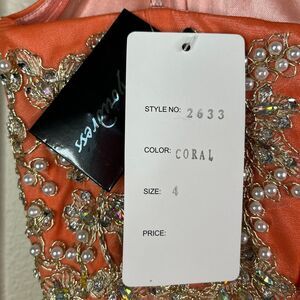 STYLE NO: 2633
COLOR: CORAL
SIZE: 4
PRICE: